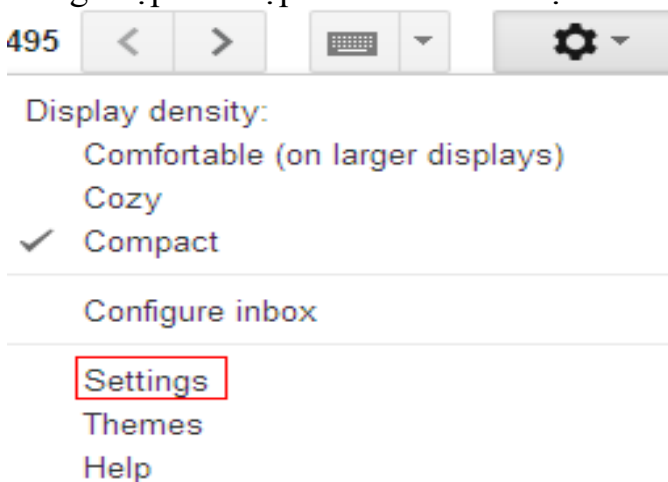 495
Display density:
Comfortable (on larger displays)
Cozy
Compact
Configure inbox
Settings
Themes
Help